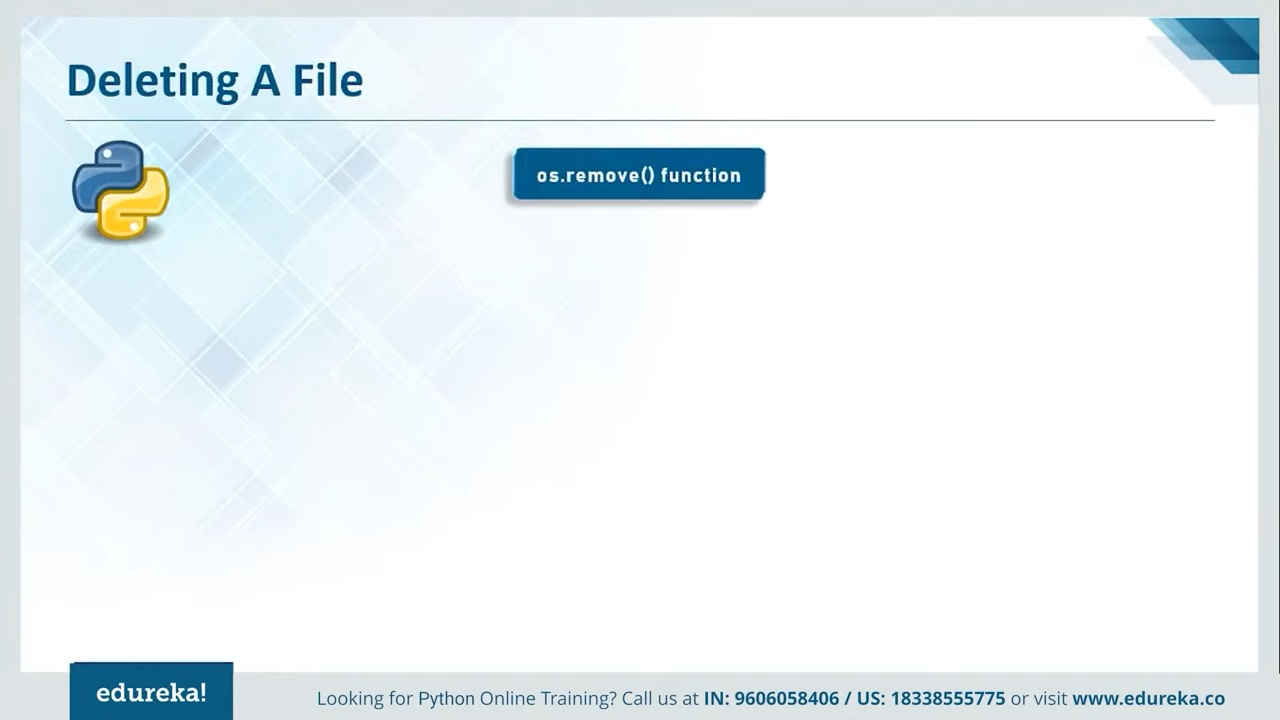 Deleting A File
os.remove() function
edureka!
Looking for Python Online Training? Call us at IN: 9606058406 / US: 18338555775 or visit www.edureka.co